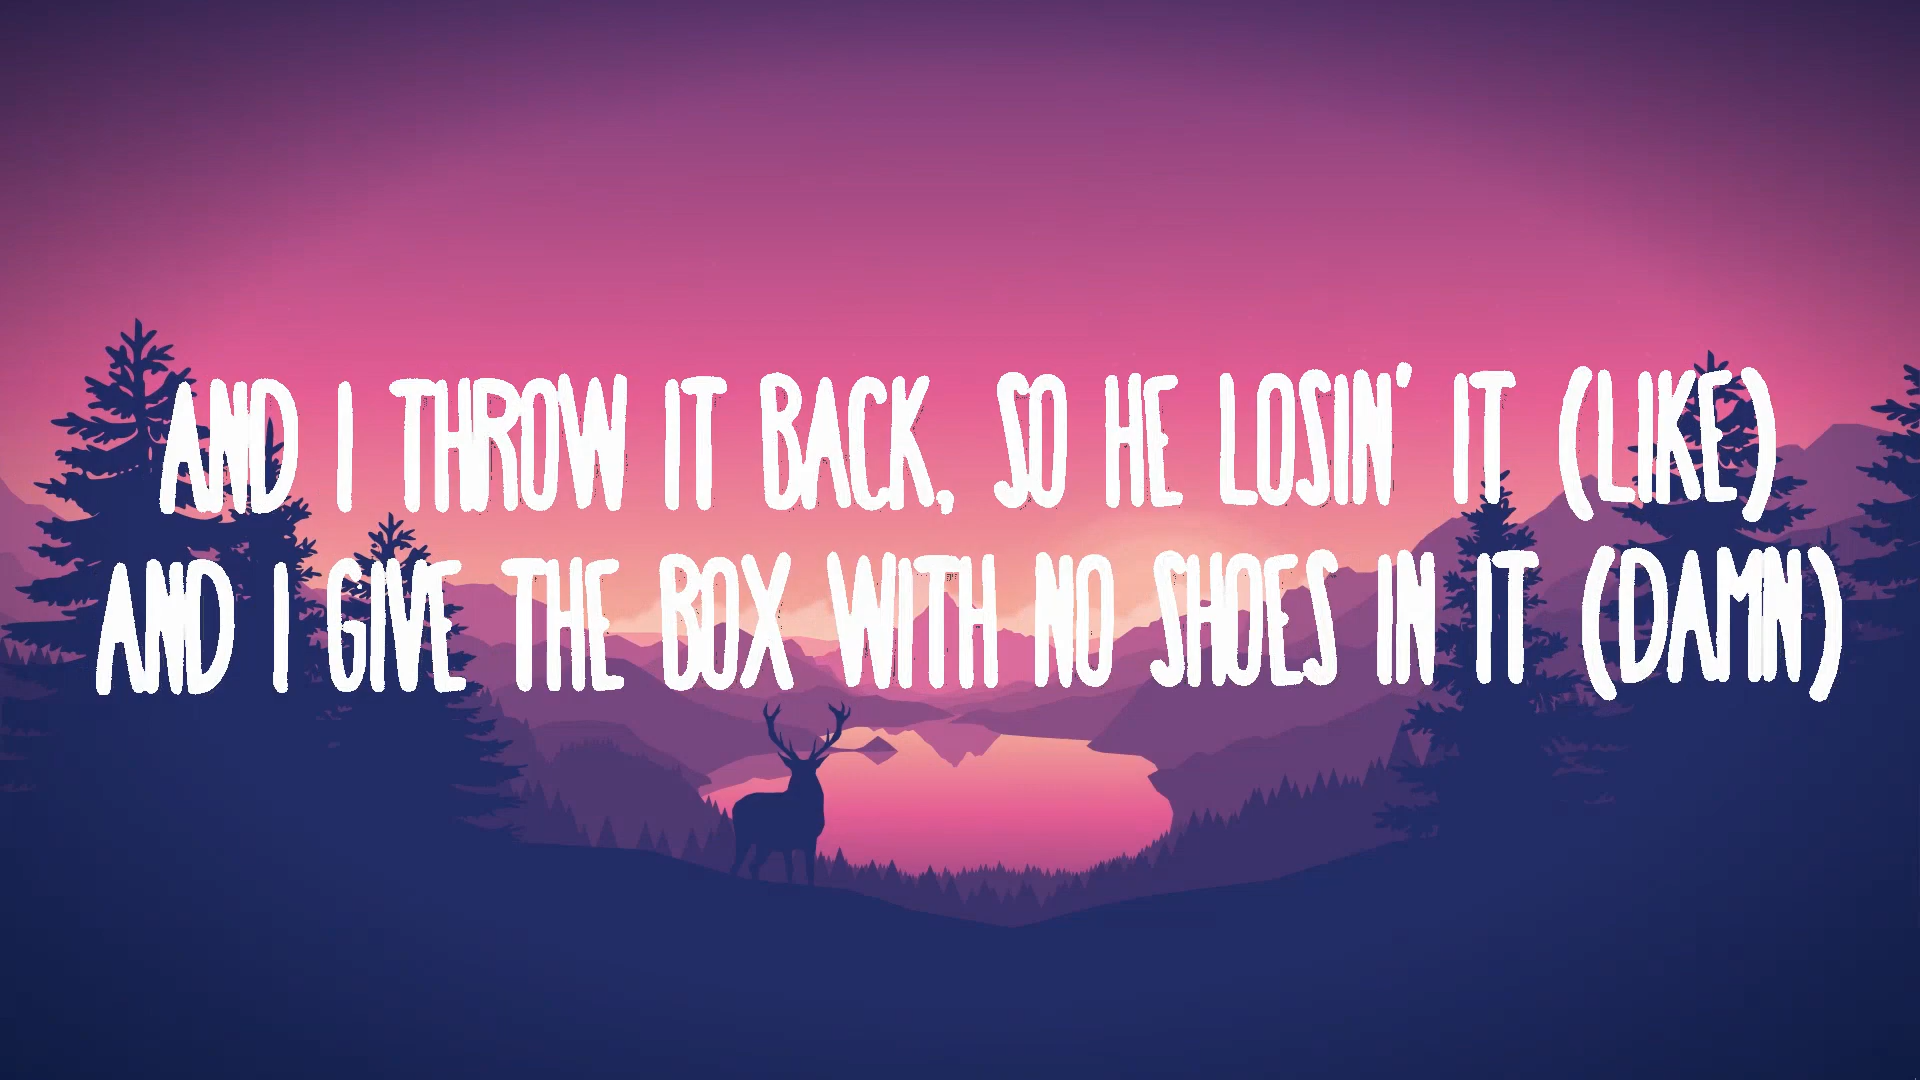 AND I THROW IT BACK, SO HE LOSIN' IT (LIKE)
AND I GIVE THE BOX WITH NO SHOES IN IT (DAMN)